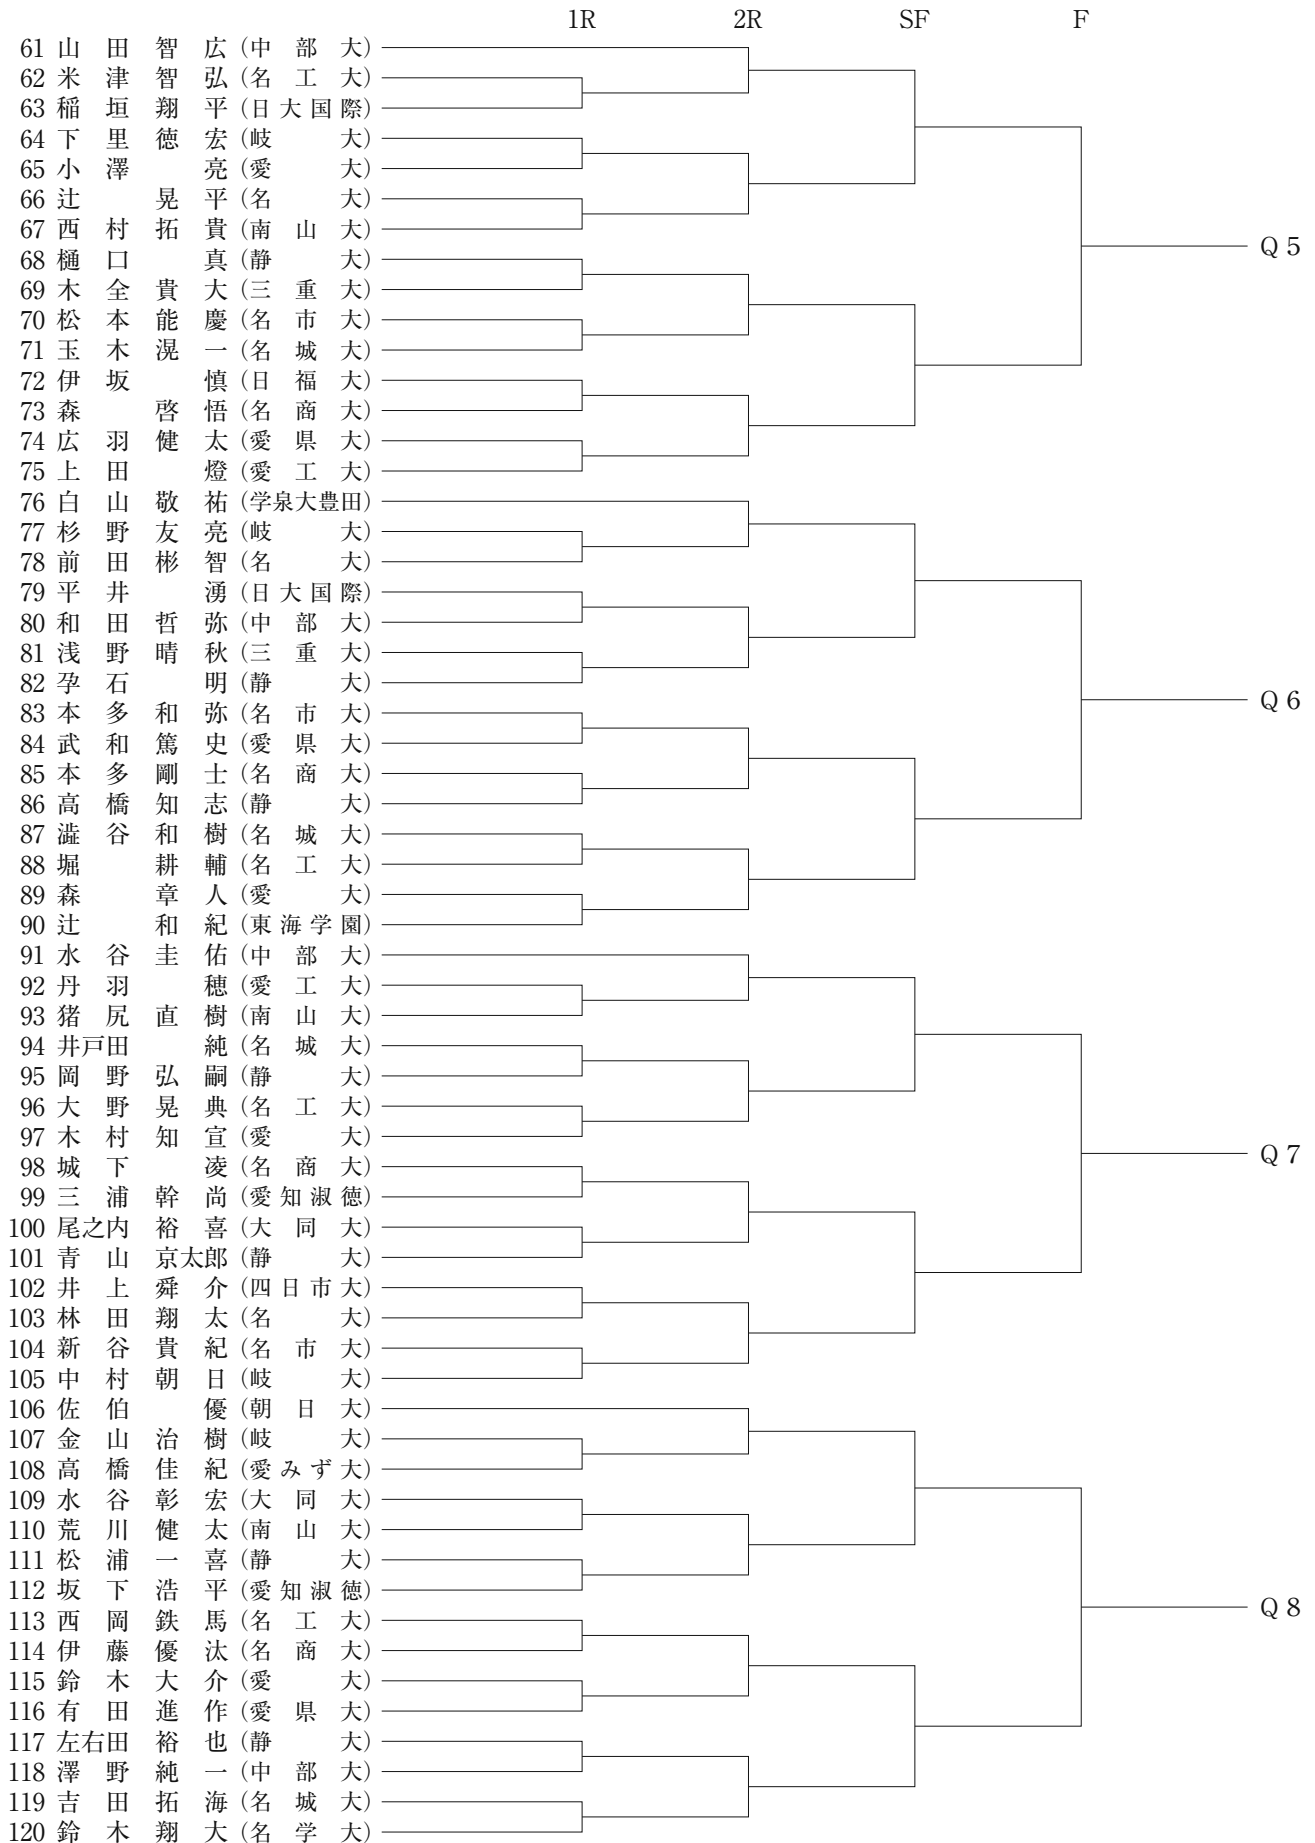 1R 2R SF F
61 山田智広 (中部大)
62 米津智弘 (名工大)
63 稲垣翔平 (日大国際)
64 下里徳宏 (岐大)
65 小澤亮 (愛大)
66 辻晃平 (名大)
67 西村拓貴 (南山大)
68 樋口真 (静大)
69 木全貴大 (三重大)
70 松本能慶 (名市大)
71 玉木滉一 (名城大)
72 伊坂慎 (日福大)
73 森啓悟 (名商大)
74 広羽健太 (愛県大)
75 上田燈 (愛工大)
Q5
76 白山敬祐 (学泉大豊田)
77 杉野友亮 (岐大)
78 前田彬智 (名大)
79 平井湧 (日大国際)
80 和田哲弥 (中部大)
81 浅野晴秋 (三重大)
82 孕石明 (静大)
83 本多和弥 (名市大)
84 武和篤史 (愛県大)
85 本多剛士 (名商大)
86 高橋知志 (静大)
87 澁谷和樹 (名城大)
88 堀耕輔 (名工大)
89 森章人 (愛大)
90 辻和紀 (東海学園)
Q6
91 水谷圭佑 (中部大)
92 丹羽穂 (愛工大)
93 猪尻直樹 (南山大)
94 井戸田純 (名城大)
95 岡野弘嗣 (静大)
96 大野晃典 (名工大)
97 木村知宣 (愛大)
98 城下凌 (名商大)
99 三浦幹尚 (愛知淑徳)
100 尾之内裕喜 (大同大)
101 青山京太郎 (静大)
102 井上舜介 (四日市大)
103 林田翔太 (名大)
104 新谷貴紀 (名市大)
105 中村朝日 (岐大)
Q7
106 佐伯優 (朝日大)
107 金山治樹 (岐大)
108 高橋佳紀 (愛みず大)
109 水谷彰宏 (大同大)
110 荒川健太 (南山大)
111 松浦一喜 (静大)
112 坂下浩平 (愛知淑徳)
113 西岡鉄馬 (名工大)
114 伊藤優汰 (名商大)
115 鈴木大介 (愛大)
116 有田進作 (愛県大)
117 左右田裕也 (静大)
118 澤野純一 (中部大)
119 吉田拓海 (名城大)
120 鈴木翔大 (名学大)
Q8